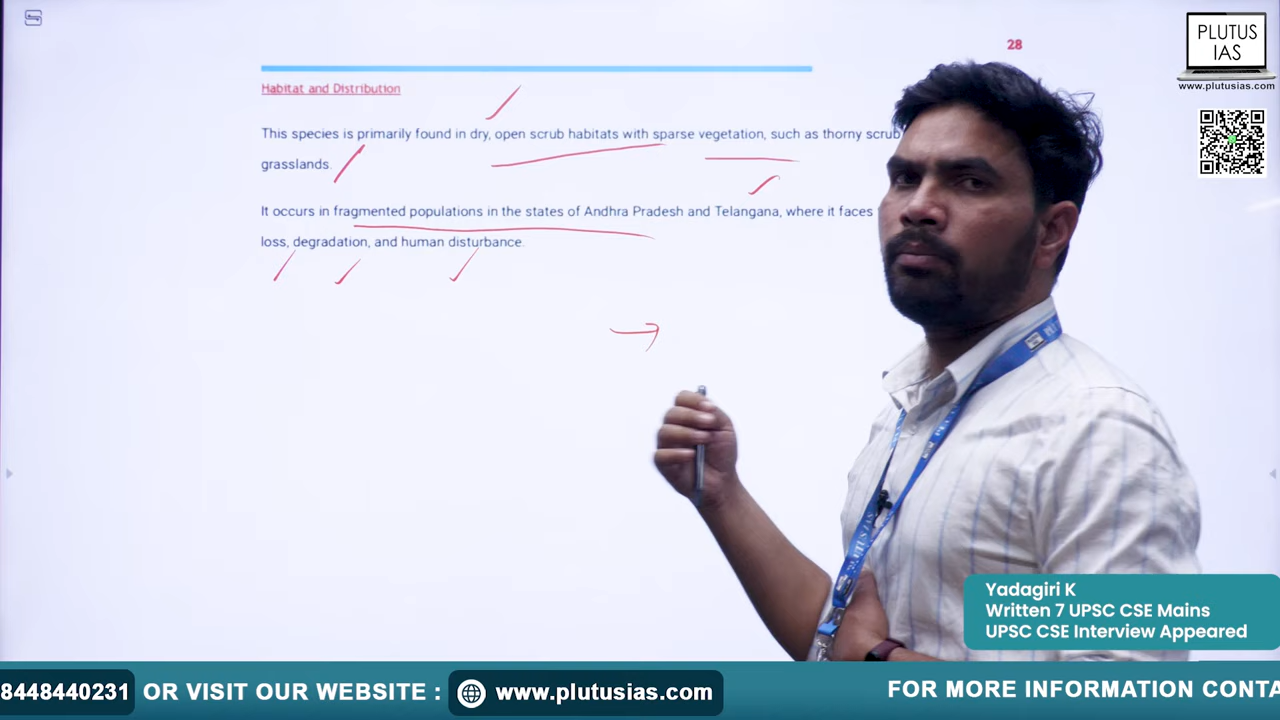 28
PLUTUS
IAS
www.plutusias.com
Habitat and Distribution
This species is primarily found in dry, open scrub habitats with sparse vegetation, such as thorny scrub
grasslands.
It occurs in fragmented populations in the states of Andhra Pradesh and Telangana, where it faces
loss, degradation, and human disturbance.
PLUTUS IAS
Yadagiri K
Written 7 UPSC CSE Mains
UPSC CSE Interview Appeared
8448440231 OR VISIT OUR WEBSITE : www.plutusias.com FOR MORE INFORMATION CONTA